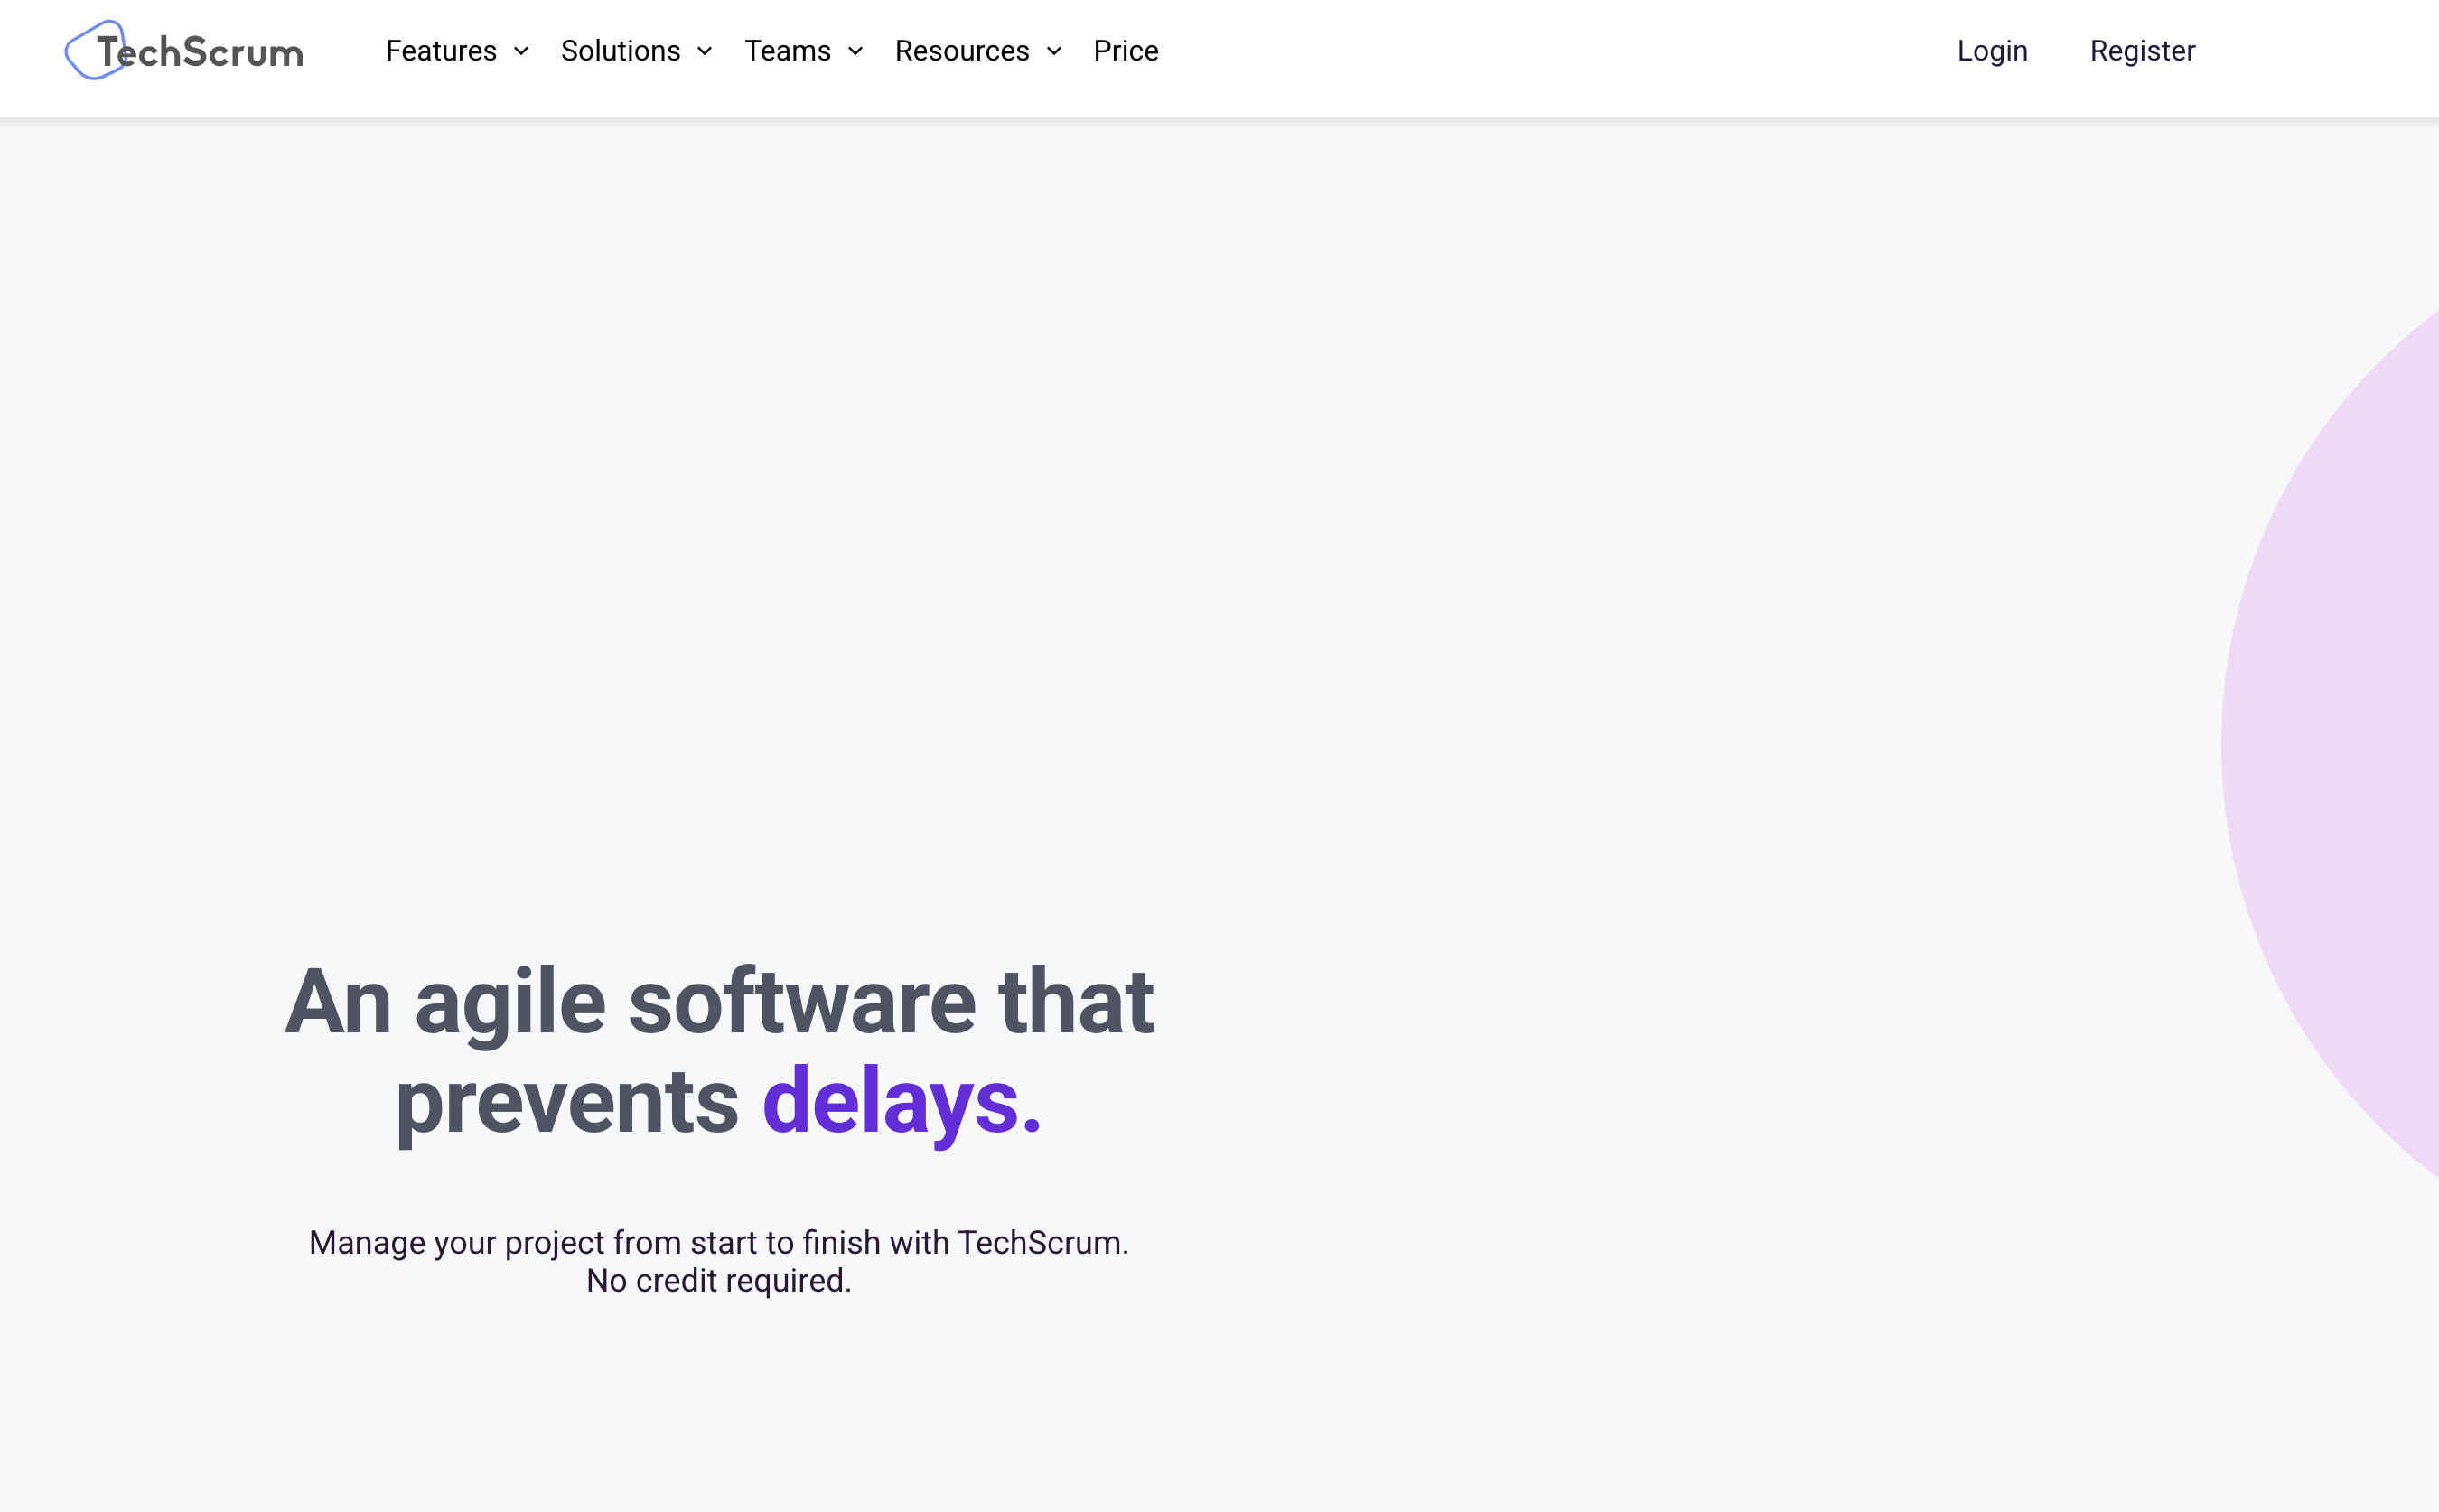 TechScrum Features Solutions Teams Resources Price Login Register
An agile software that
prevents delays.
Manage your project from start to finish with TechScrum.
No credit required.